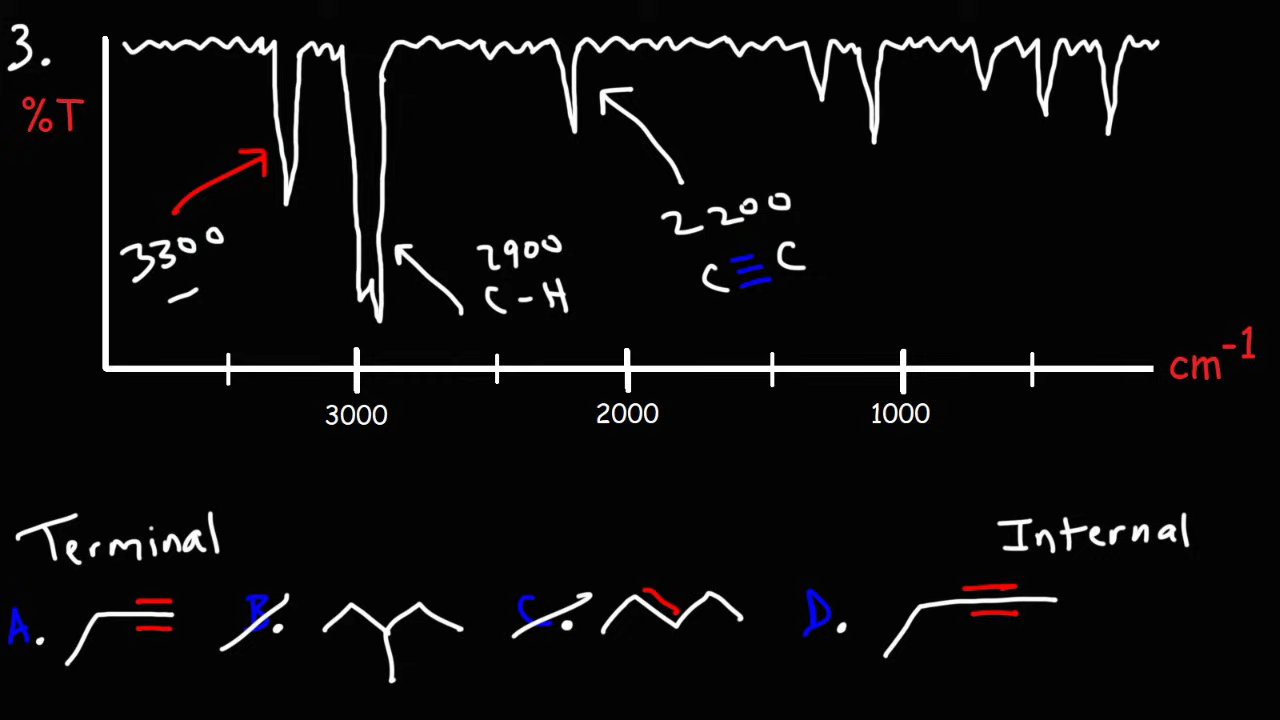 3.
%T
3300
2900
C-H
2200
C≡C
cm-1
3000 2000 1000
Terminal
Internal
A. B. C. D.